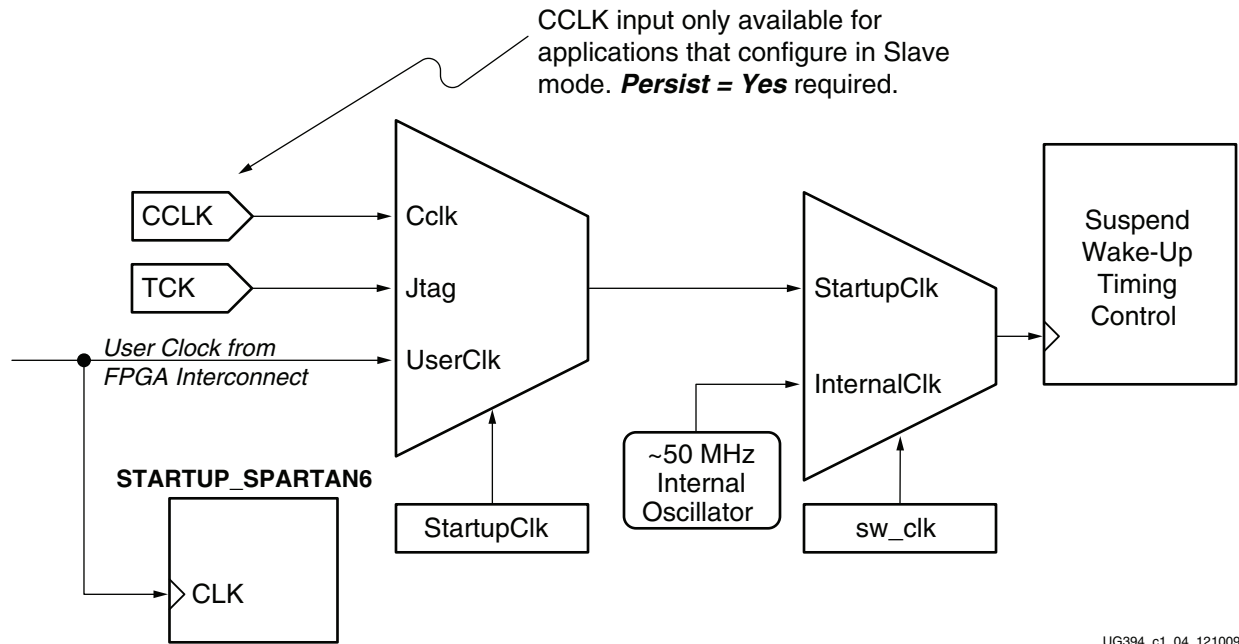 CCLK input only available for
applications that configure in Slave
mode. Persist = Yes required.
CCLK
Cclk
TCK
Jtag
User Clock from
FPGA Interconnect
UserClk
StartupClk
InternalClk
Suspend
Wake-Up
Timing
Control
~50 MHz
Internal
Oscillator
STARTUP_SPARTAN6
StartupClk
sw_clk
CLK
UG394_c1_04_121009